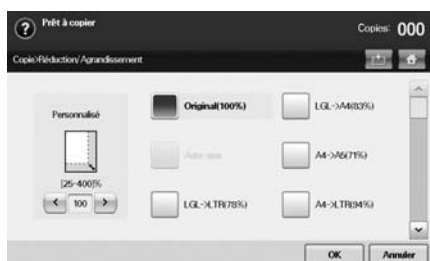 ? Prêt à copier
Copies: 000
Copie>Réduction/Agrandissement
Personnalisé
[25-400]%
< 100 >
Original(100%)
LGL->A4(83%)
Auto-size
A4->A5(71%)
LGL->LTR(78%)
A4->LTR(94%)
OK
Annuler